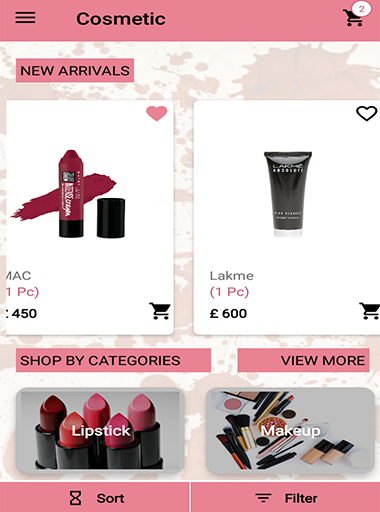 Cosmetic
2
NEW ARRIVALS
LAKMÉ
ABSOLUTE
MAC
Lakme
(1 Pc)
(1 Pc)
£ 450
£ 600
SHOP BY CATEGORIES
VIEW MORE
Lipstick
Makeup
Sort
Filter